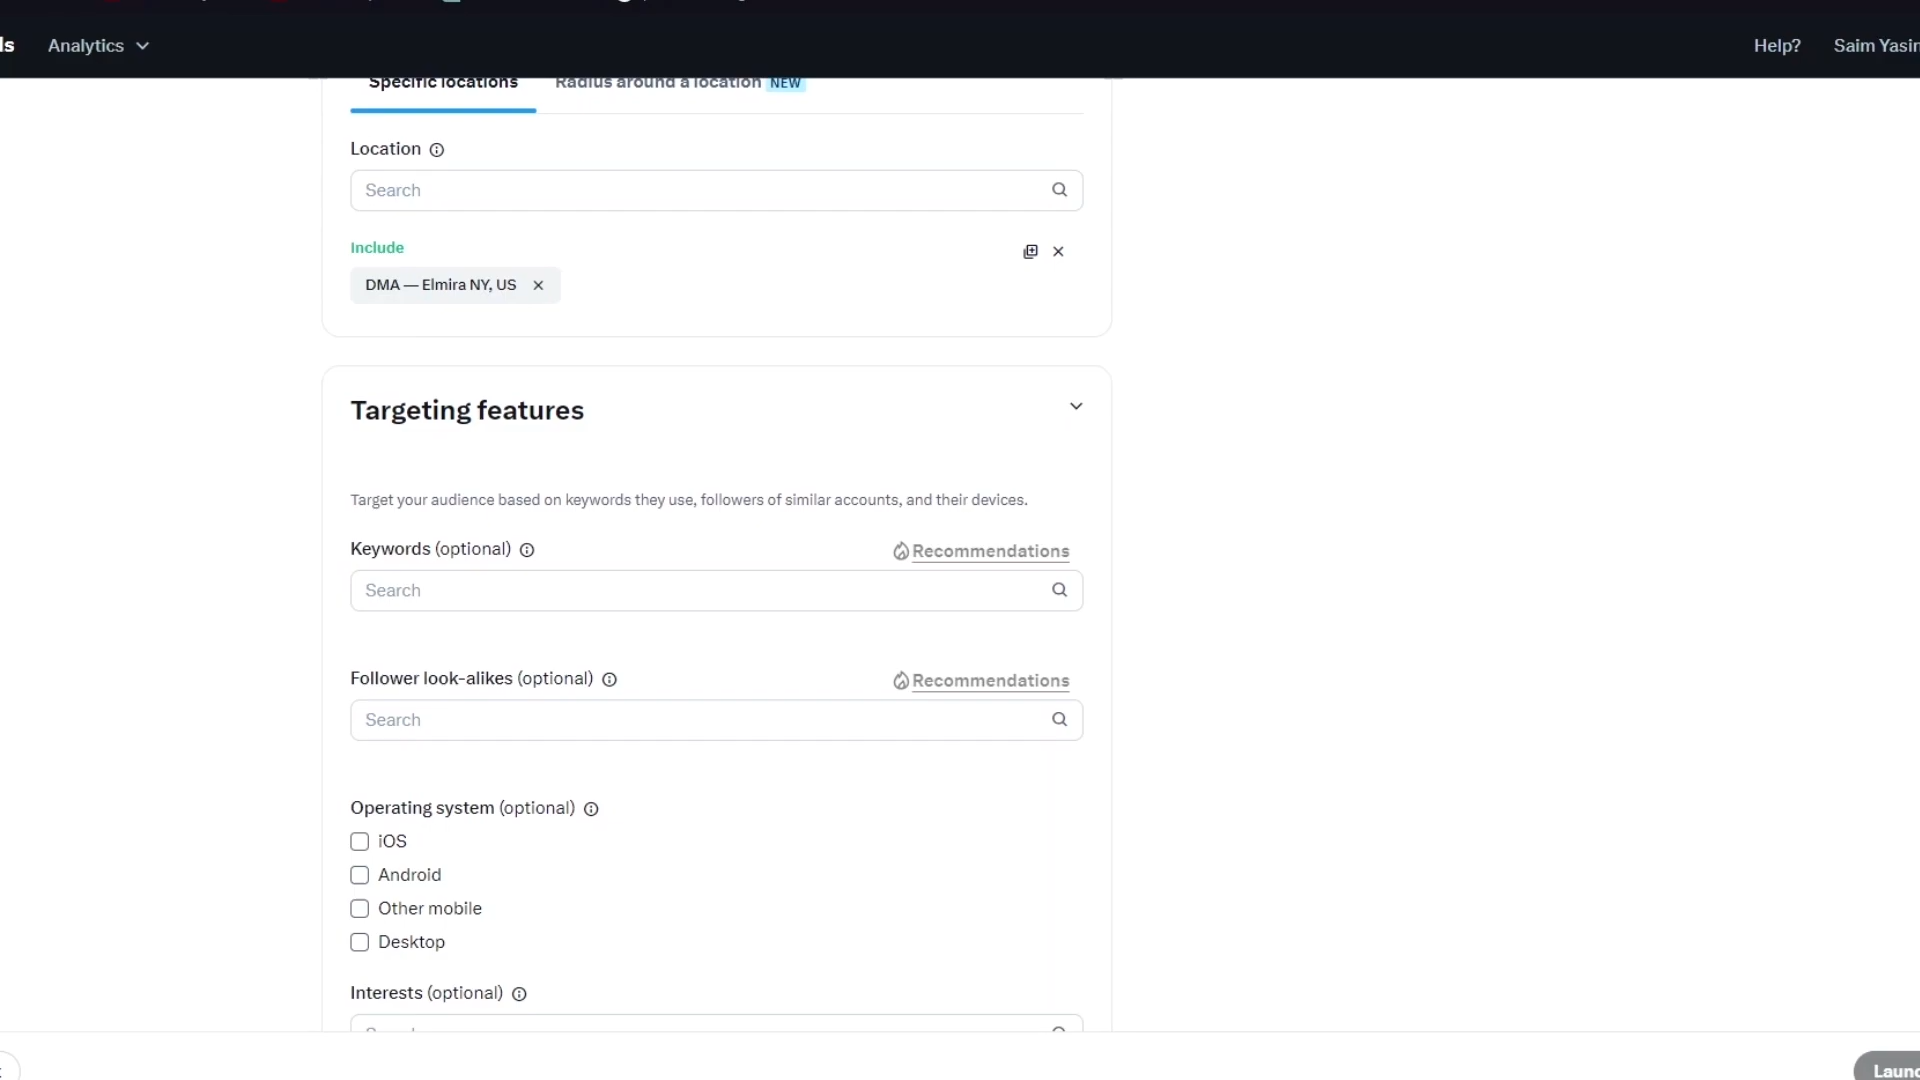 Analytics
Help?
Saim Yasin
Specific locations
Radius around a location NEW
Location
Search
Include
DMA — Elmira NY, US
Targeting features
Target your audience based on keywords they use, followers of similar accounts, and their devices.
Keywords (optional)
Recommendations
Search
Follower look-alikes (optional)
Recommendations
Search
Operating system (optional)
iOS
Android
Other mobile
Desktop
Interests (optional)